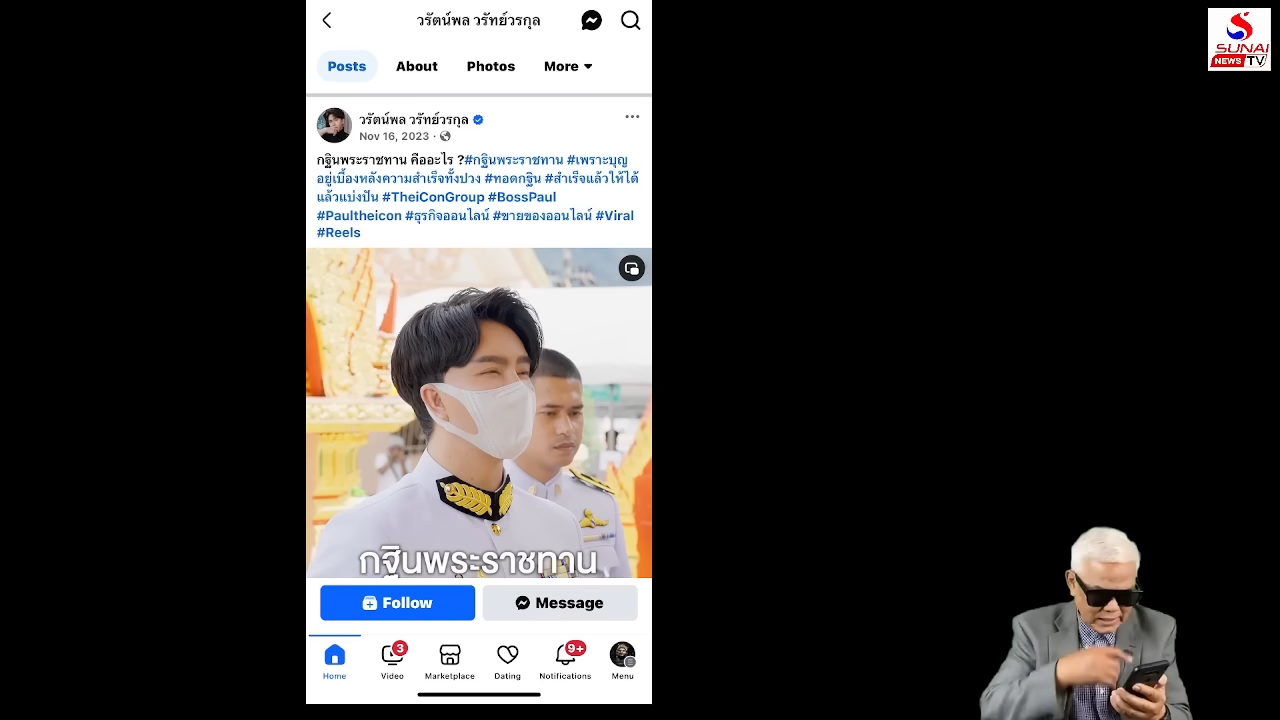 วรัตน์พล วรัทย์วรกุล
SUNAI
NEWS TV
Posts
About
Photos
More
วรัตน์พล วรัทย์วรกุล
Nov 16, 2023 ·
กฐินพระราชทาน คืออะไร ?#กฐินพระราชทาน #เพราะบุญ
อยู่เบื้องหลังความสำเร็จทั้งปวง #ทอดกฐิน #สำเร็จแล้วให้ได้
แล้วแบ่งปัน #TheiConGroup #BossPaul
#Paultheicon #ธุรกิจออนไลน์ #ขายของออนไลน์ #Viral
#Reels
กฐินพระราชทาน
Follow
Message
3
9+
Home
Video
Marketplace
Dating
Notifications
Menu